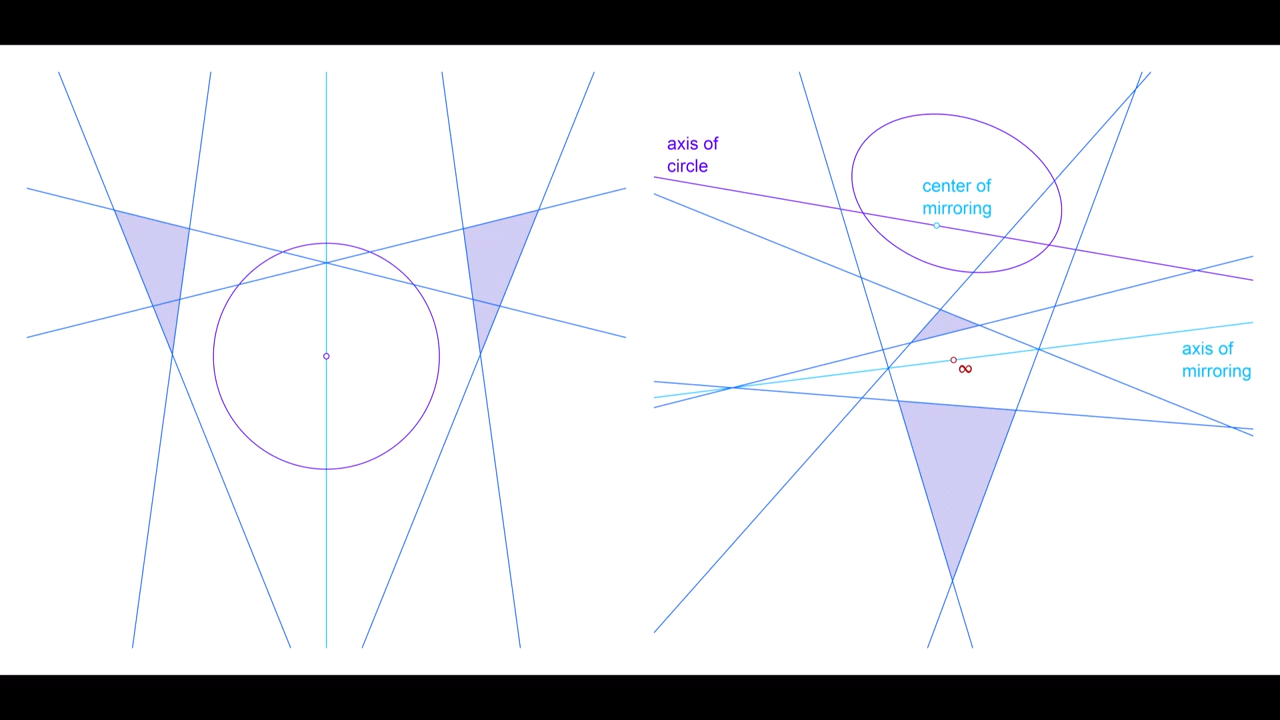 axis of
circle
center of
mirroring
∞
axis of
mirroring